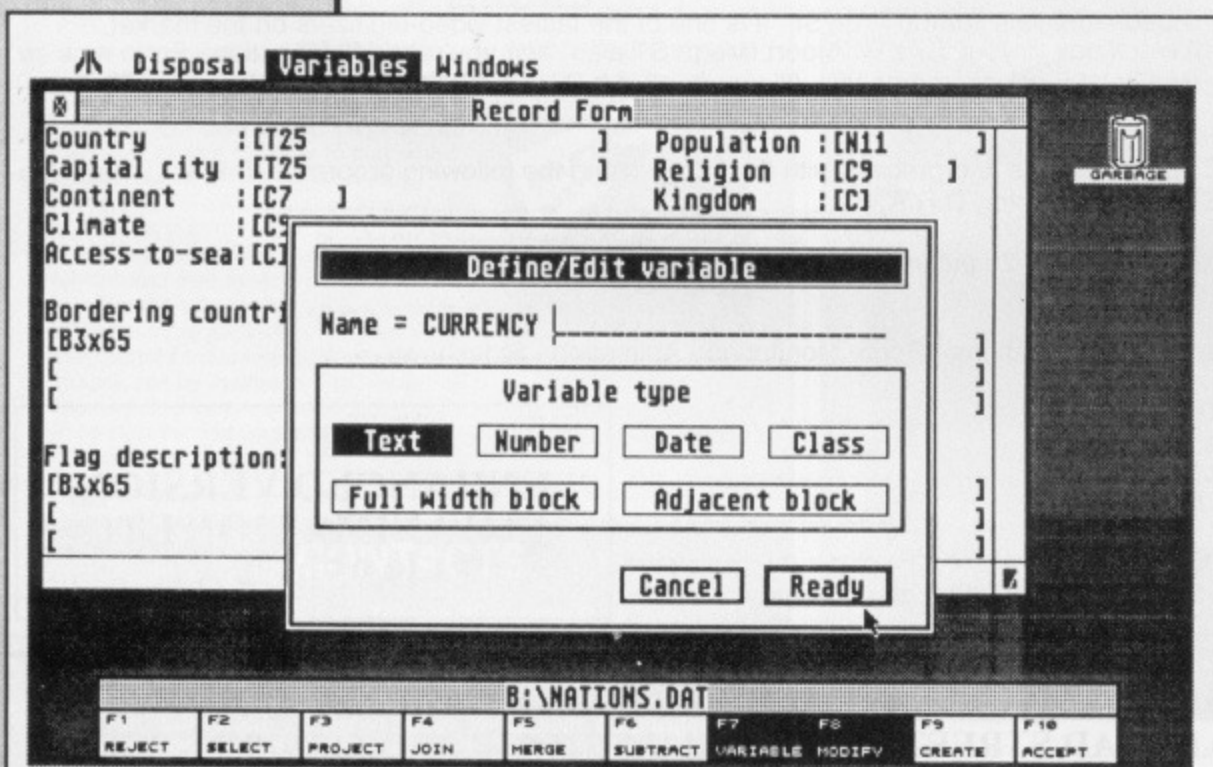 Disposal Variables Windows
Record Form
Country :[T25 ] Population :[N11 ]
Capital city :[T25 ] Religion :[C9 ]
Continent :[C7 ] Kingdom :[C]
Climate :[C9
Access-to-sea:[C]
Bordering countri
[B3x65 ]
[ ]
[ ]
Flag description:
[B3x65 ]
[ ]
[ ]
GARBAGE
Define/Edit variable
Name = CURRENCY
Variable type
Text Number Date Class
Full width block Adjacent block
Cancel Ready
B:\NATIONS.DAT
F1 F2 F3 F4 F5 F6 F7 F8 F9 F10
REJECT SELECT PROJECT JOIN MERGE SUBTRACT VARIABLE MODIFY CREATE ACCEPT